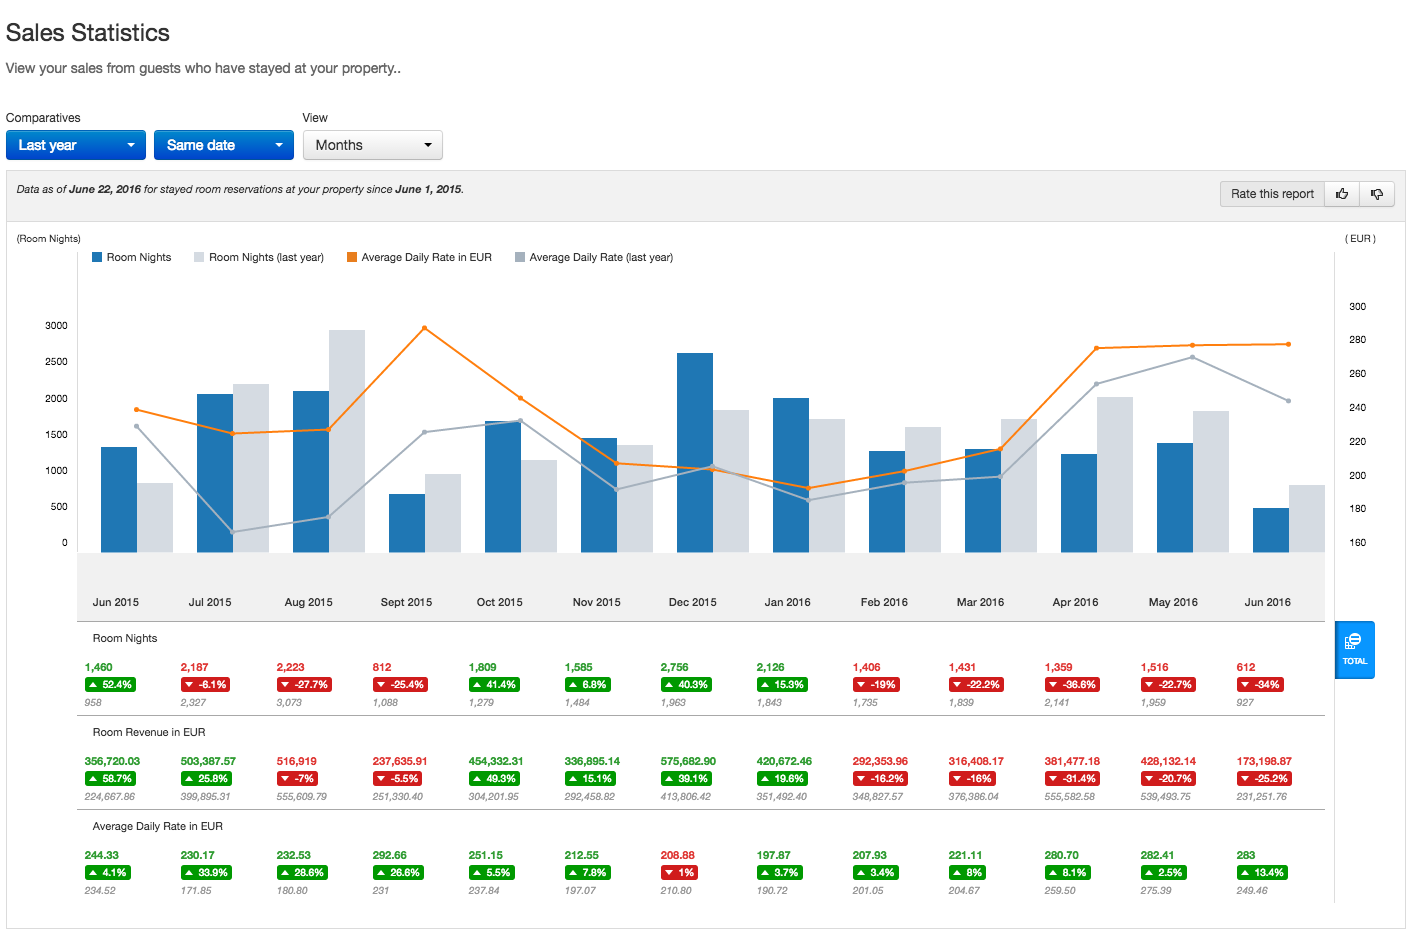 Sales Statistics
View your sales from guests who have stayed at your property..
Comparatives View
Last year Same date Months
Data as of June 22, 2016 for stayed room reservations at your property since June 1, 2015.
Rate this report
(Room Nights) ( EUR )
Room Nights Room Nights (last year) Average Daily Rate in EUR Average Daily Rate (last year)
300
3000
280
2500
260
2000
240
1500
220
1000
200
500
180
0 160
Jun 2015 Jul 2015 Aug 2015 Sept 2015 Oct 2015 Nov 2015 Dec 2015 Jan 2016 Feb 2016 Mar 2016 Apr 2016 May 2016 Jun 2016
Room Nights
TOTAL
1,460 2,187 2,223 812 1,809 1,585 2,756 2,126 1,406 1,431 1,359 1,516 612
52.4% -6.1% -27.7% -25.4% 41.4% 6.8% 40.3% 15.3% -19% -22.2% -36.6% -22.7% -34%
958 2,327 3,073 1,088 1,279 1,484 1,963 1,843 1,735 1,839 2,141 1,959 927
Room Revenue in EUR
356,720.03 503,387.57 516,919 237,635.91 454,332.31 336,895.14 575,682.90 420,672.46 292,353.96 316,408.17 381,477.18 428,132.14 173,198.87
58.7% 25.8% -7% -5.5% 49.3% 15.1% 39.1% 19.6% -16.2% -16% -31.4% -20.7% -25.2%
224,667.86 399,895.31 555,609.79 251,330.40 304,201.95 292,458.82 413,806.42 351,492.40 348,827.57 376,386.04 555,582.58 539,493.75 231,251.76
Average Daily Rate in EUR
244.33 230.17 232.53 292.66 251.15 212.55 208.88 197.87 207.93 221.11 280.70 282.41 283
4.1% 33.9% 28.6% 26.6% 5.5% 7.8% 1% 3.7% 3.4% 8% 8.1% 2.5% 13.4%
234.52 171.85 180.80 231 237.84 197.07 210.80 190.72 201.05 204.67 259.50 275.39 249.46